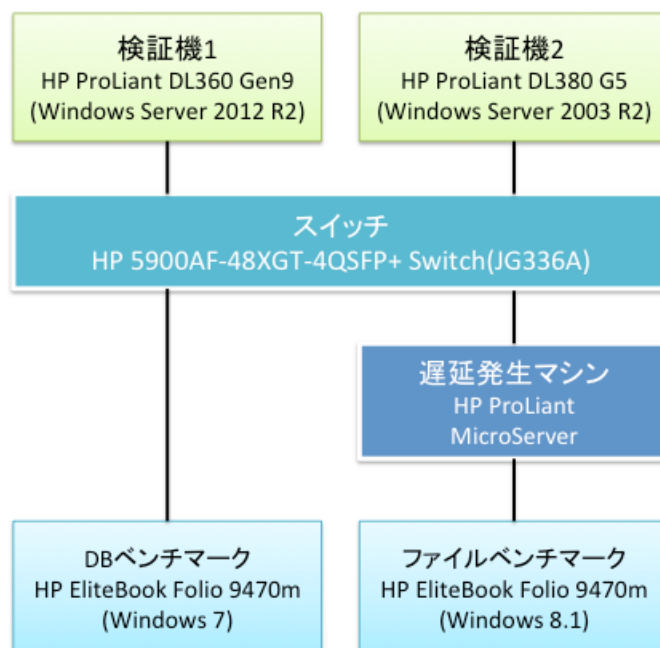 検証機1
HP ProLiant DL360 Gen9
(Windows Server 2012 R2)
検証機2
HP ProLiant DL380 G5
(Windows Server 2003 R2)
スイッチ
HP 5900AF-48XGT-4QSFP+ Switch(JG336A)
遅延発生マシン
HP ProLiant
MicroServer
DBベンチマーク
HP EliteBook Folio 9470m
(Windows 7)
ファイルベンチマーク
HP EliteBook Folio 9470m
(Windows 8.1)